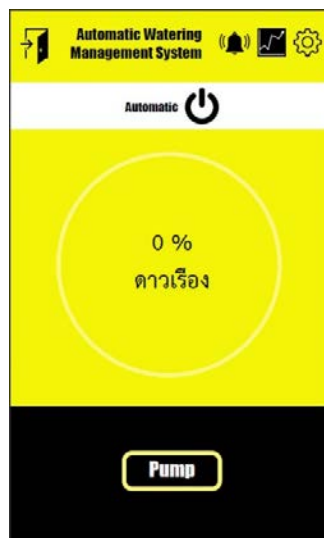 Automatic Watering
Management System
Automatic
0 %
ดาวเรือง
Pump